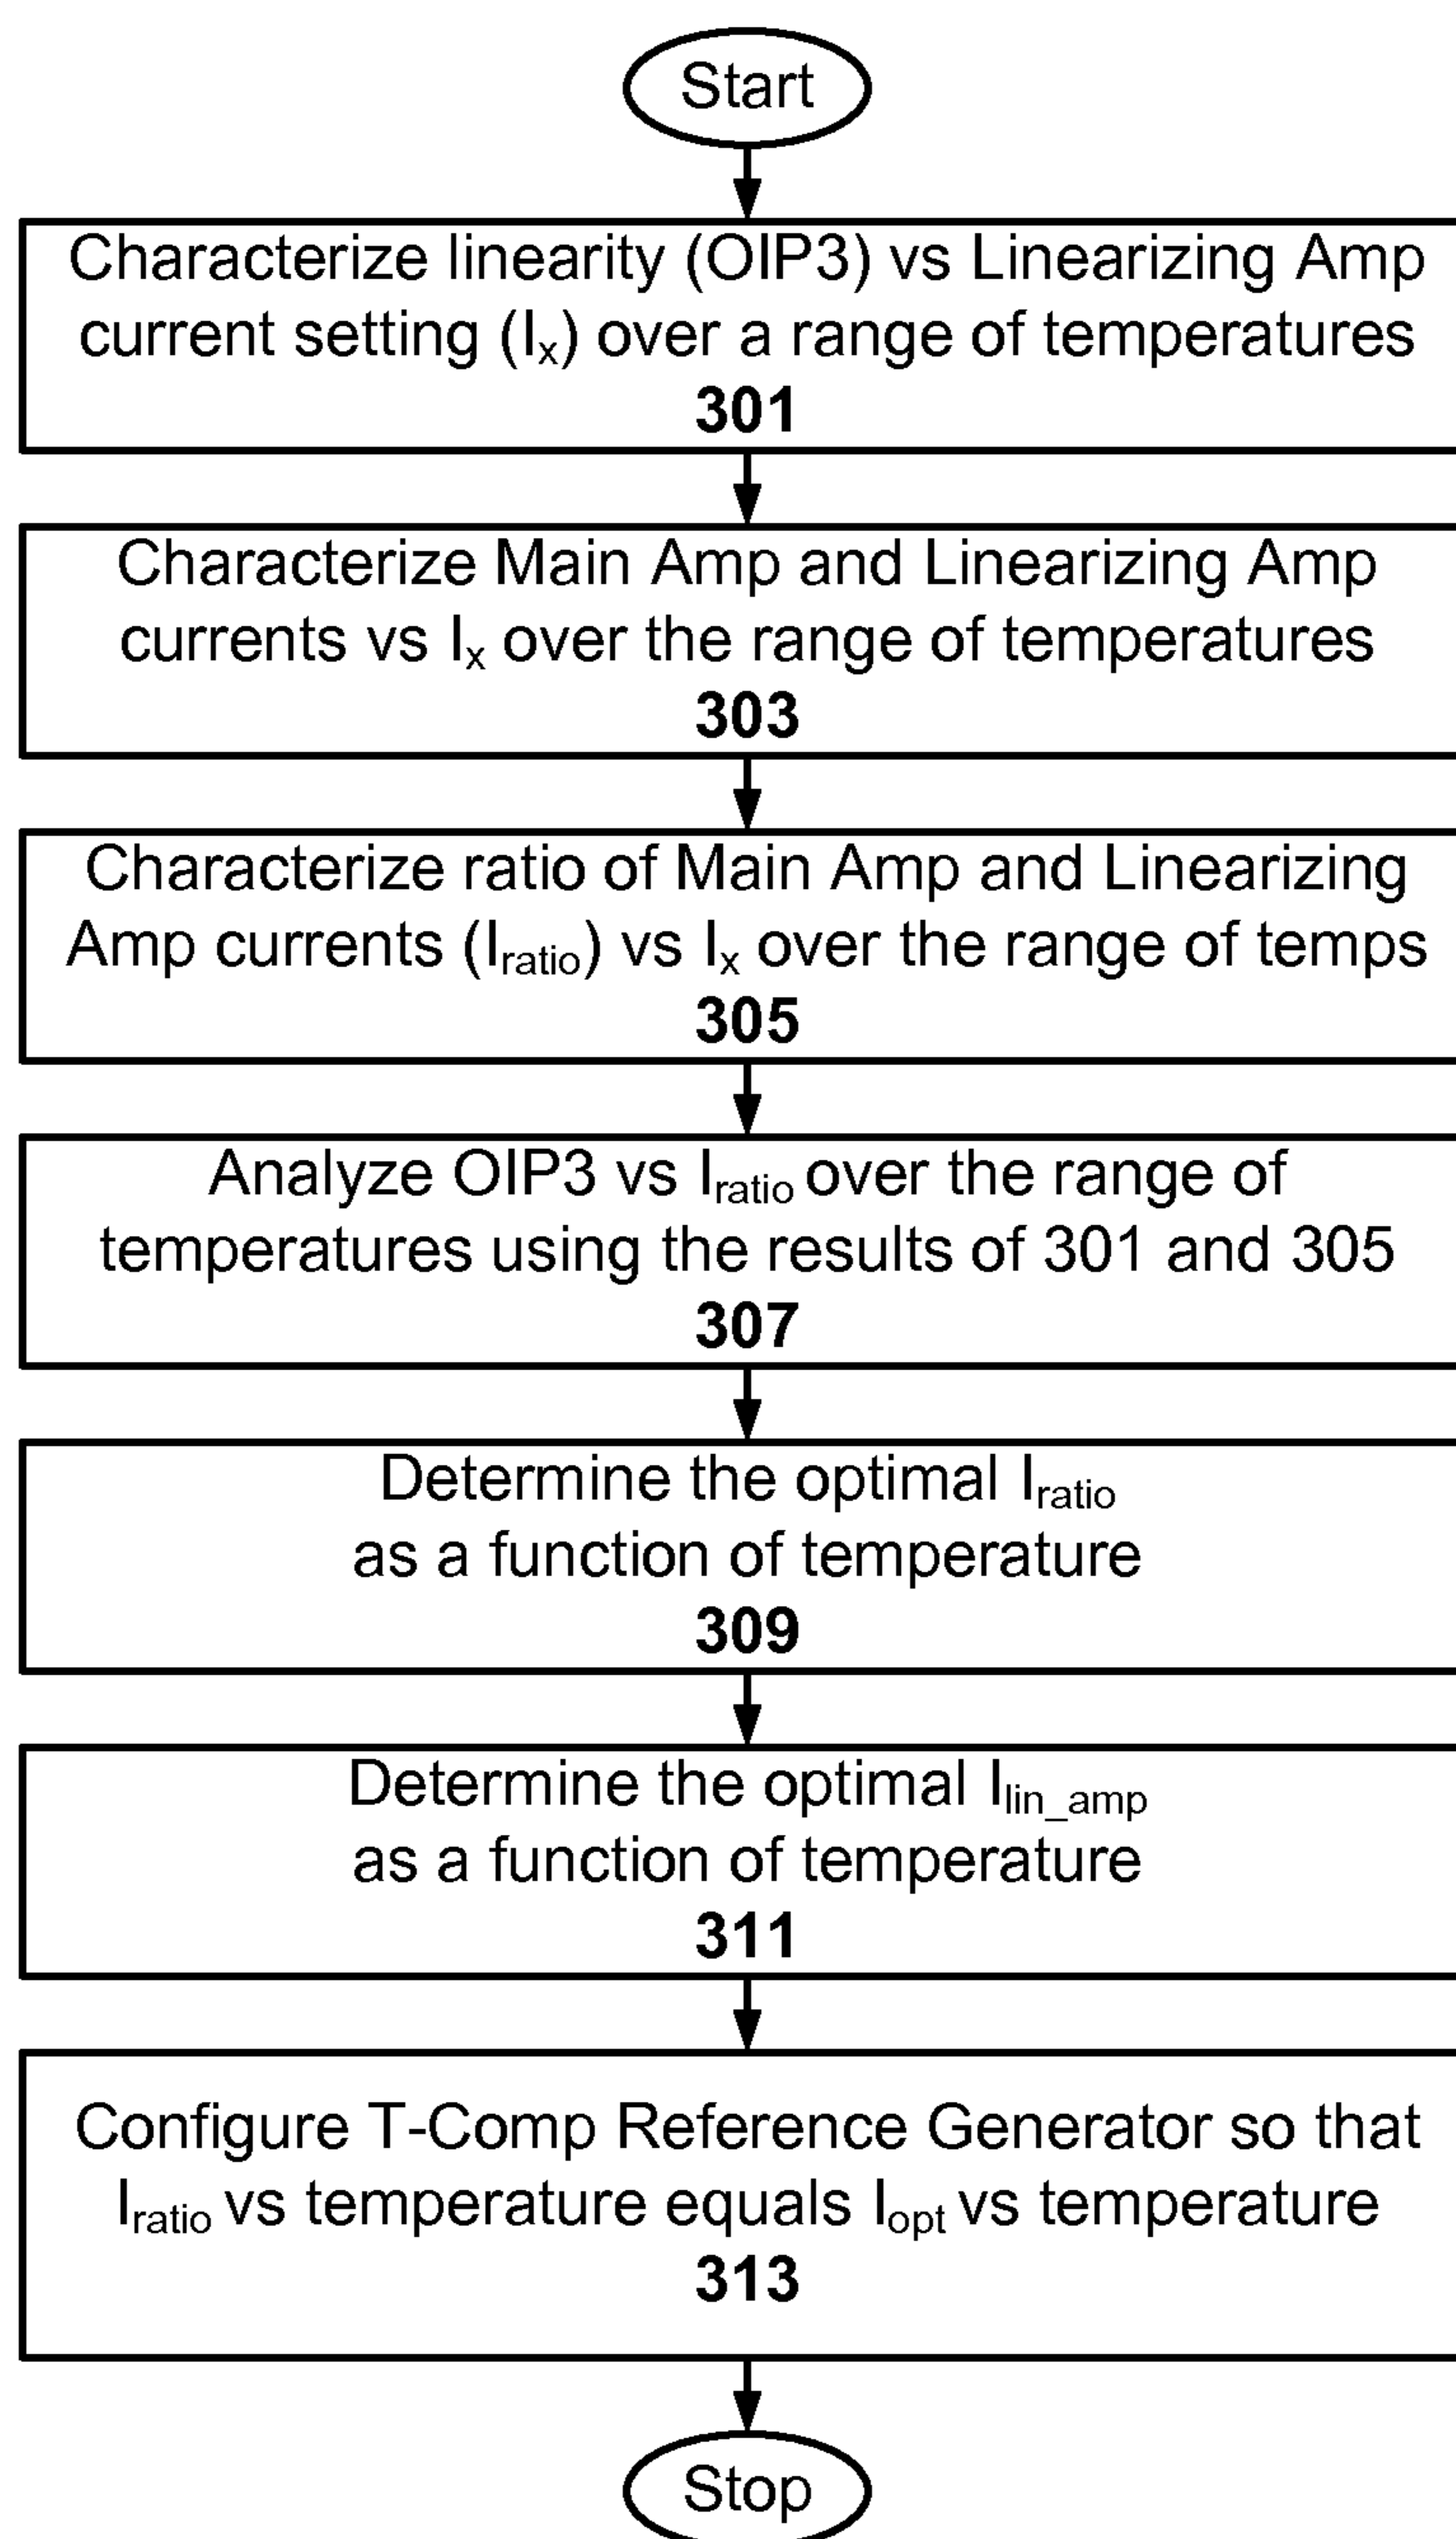 Start
Characterize linearity (OIP3) vs Linearizing Amp
current setting (Ix) over a range of temperatures
301
Characterize Main Amp and Linearizing Amp
currents vs Ix over the range of temperatures
303
Characterize ratio of Main Amp and Linearizing
Amp currents (Iratio) vs Ix over the range of temps
305
Analyze OIP3 vs Iratio over the range of
temperatures using the results of 301 and 305
307
Determine the optimal Iratio
as a function of temperature
309
Determine the optimal Ilin_amp
as a function of temperature
311
Configure T-Comp Reference Generator so that
Iratio vs temperature equals Iopt vs temperature
313
Stop